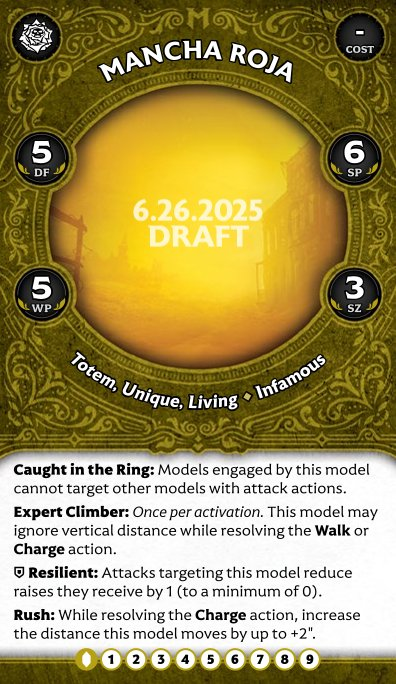 MANCHA ROJA
-
COST
5
DF
6
SP
6.26.2025
DRAFT
5
WP
3
SZ
Totem, Unique, Living ⬩ Infamous
Caught in the Ring: Models engaged by this model
cannot target other models with attack actions.
Expert Climber: Once per activation. This model may
ignore vertical distance while resolving the Walk or
Charge action.
Resilient: Attacks targeting this model reduce
raises they receive by 1 (to a minimum of 0).
Rush: While resolving the Charge action, increase
the distance this model moves by up to +2".
1 2 3 4 5 6 7 8 9